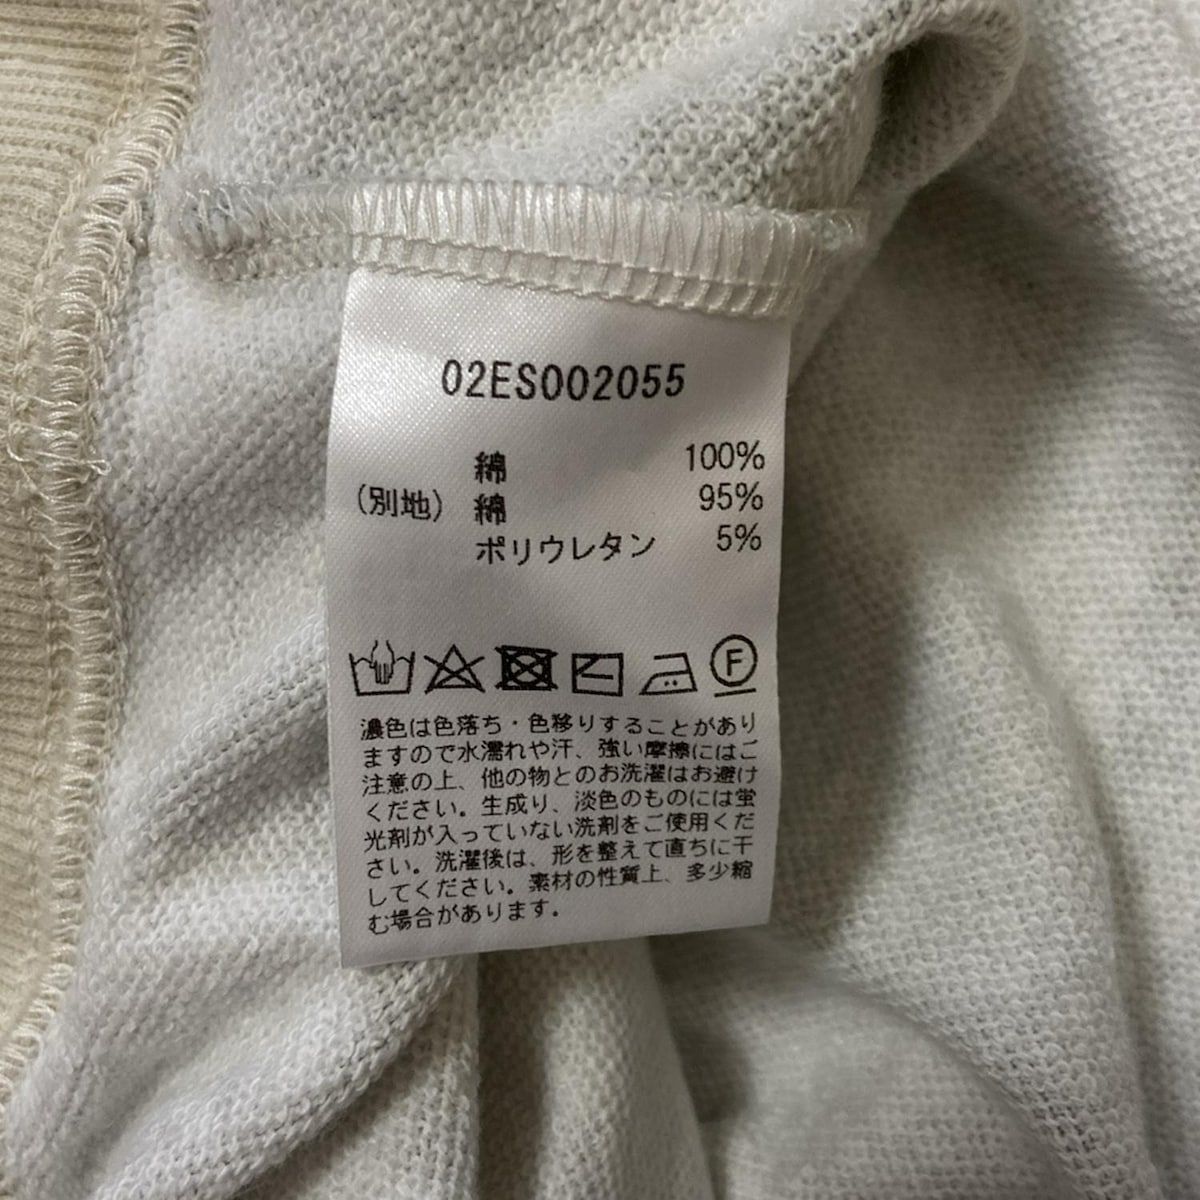 02ES002055
綿 100%
(別地) 綿 95%
ポリウレタン 5%
F
濃色は色落ち・色移りすることがあり
ますので水濡れや汗、強い摩擦にはご
注意の上、他の物とのお洗濯はお避け
ください。生成り、淡色のものには蛍
光剤が入っていない洗剤をご使用くだ
さい。洗濯後は、形を整えて直ちに干
してください。素材の性質上、多少縮
む場合があります。